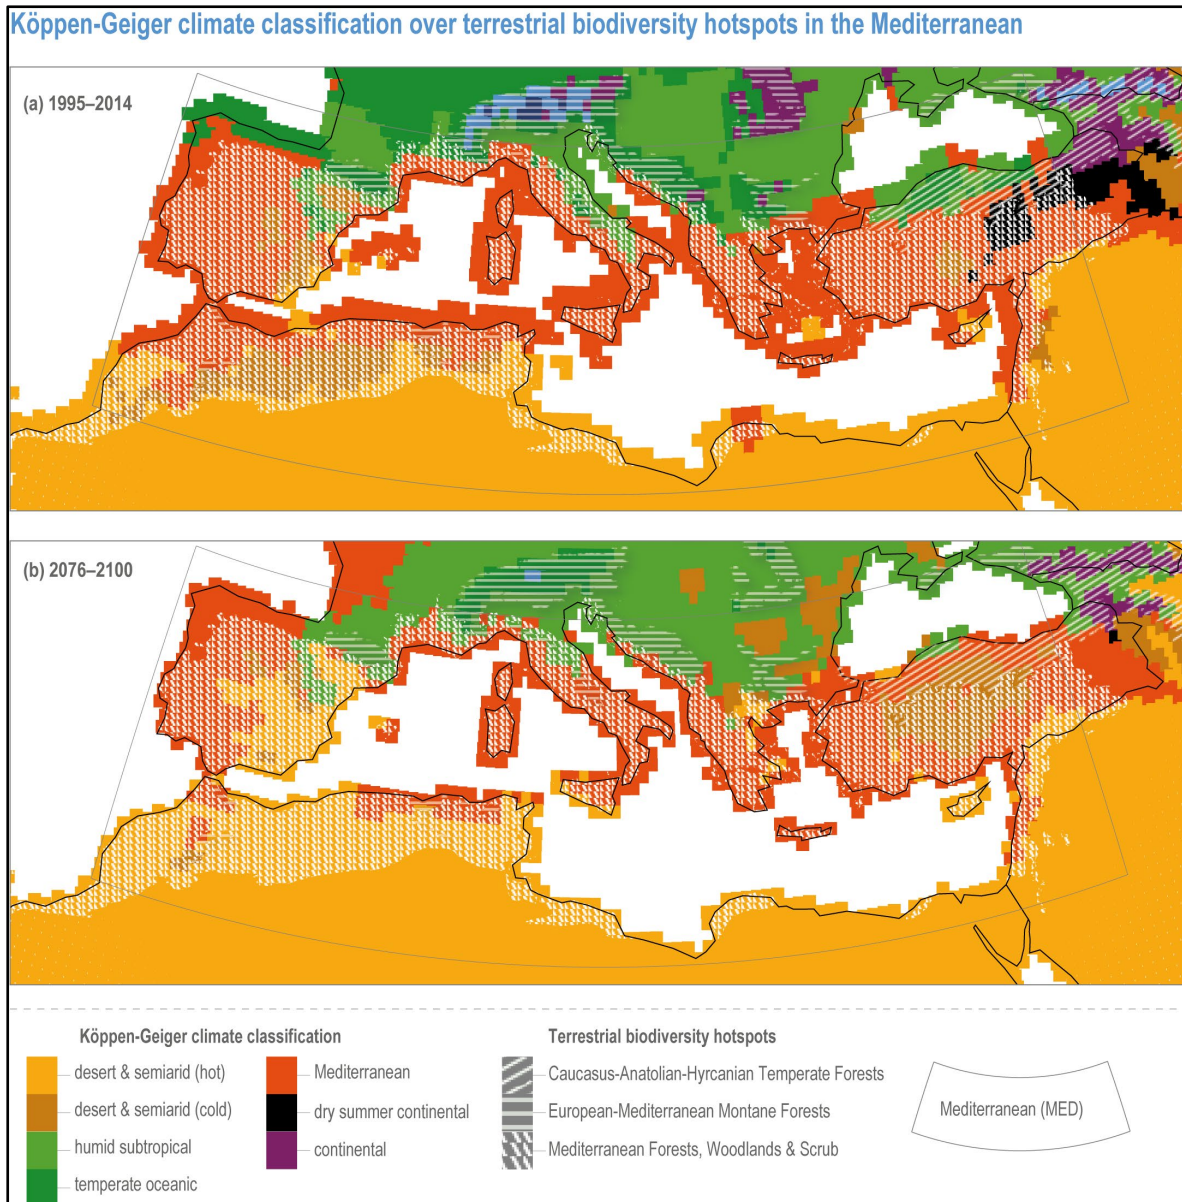 Köppen-Geiger climate classification over terrestrial biodiversity hotspots in the Mediterranean
(a) 1995–2014
(b) 2076–2100
Köppen-Geiger climate classification
desert & semiarid (hot)
desert & semiarid (cold)
humid subtropical
temperate oceanic
Mediterranean
dry summer continental
continental
Terrestrial biodiversity hotspots
Caucasus-Anatolian-Hyrcanian Temperate Forests
European-Mediterranean Montane Forests
Mediterranean Forests, Woodlands & Scrub
Mediterranean (MED)